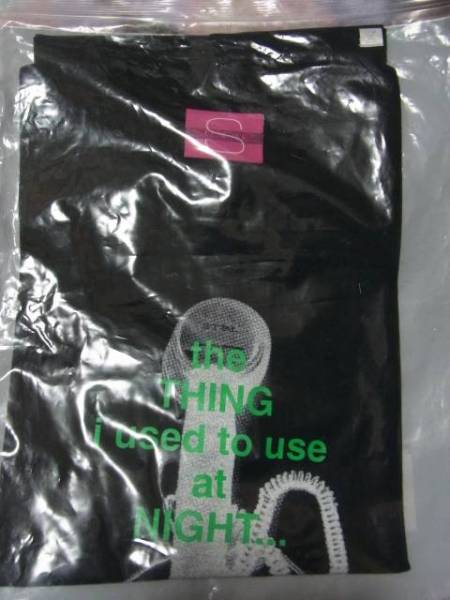 S
the
THING
i used to use
at
NIGHT...